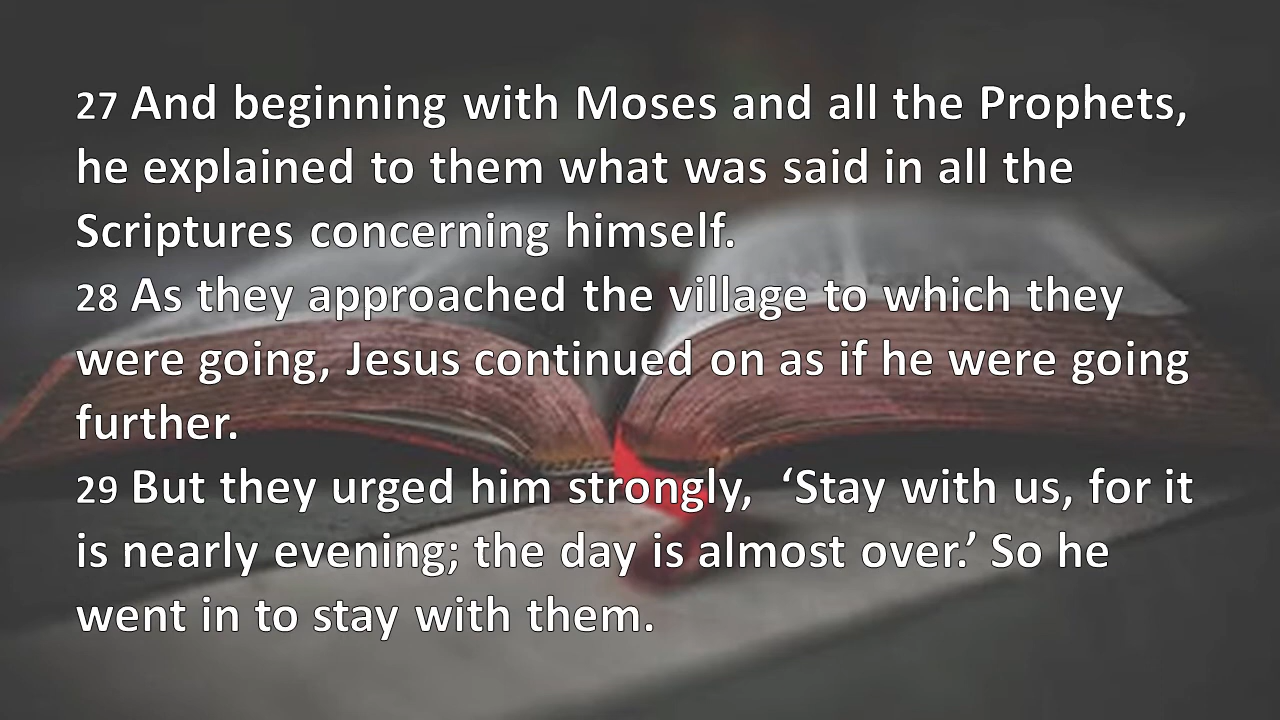 27 And beginning with Moses and all the Prophets,
he explained to them what was said in all the
Scriptures concerning himself.
28 As they approached the village to which they
were going, Jesus continued on as if he were going
further.
29 But they urged him strongly,  ‘Stay with us, for it
is nearly evening; the day is almost over.’ So he
went in to stay with them.